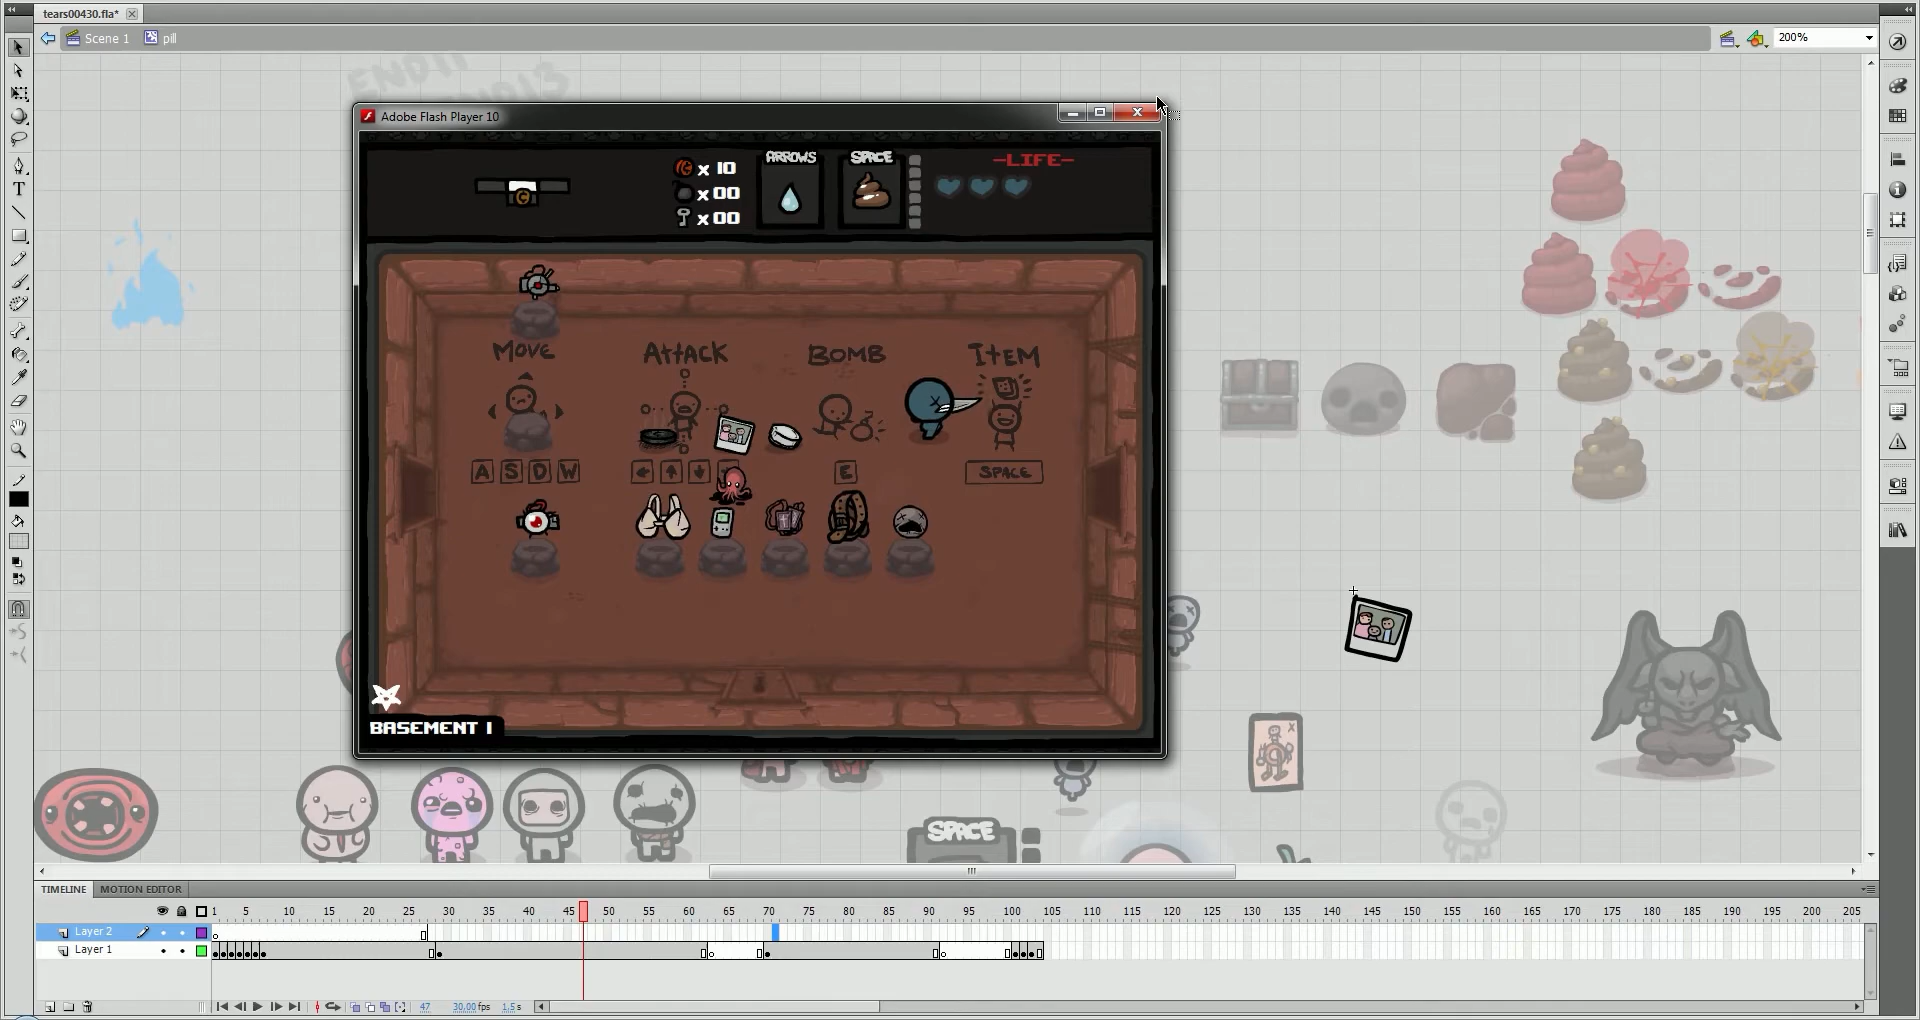 tears00430.fla*
Scene 1 pill
200%
Adobe Flash Player 10
x 10
x 00
x 00
ARROWS
SPACE
-LIFE-
MOVE
ATTACK
BOMB
ITEM
A S D W
E
SPACE
BASEMENT I
SPACE
TIMELINE
MOTION EDITOR
1 5 10 15 20 25 30 35 40 45 50 55 60 65 70 75 80 85 90 95 100 105 110 115 120 125 130 135 140 145 150 155 160 165 170 175 180 185 190 195 200 205
Layer 2
Layer 1
47 30.00fps 1.5s